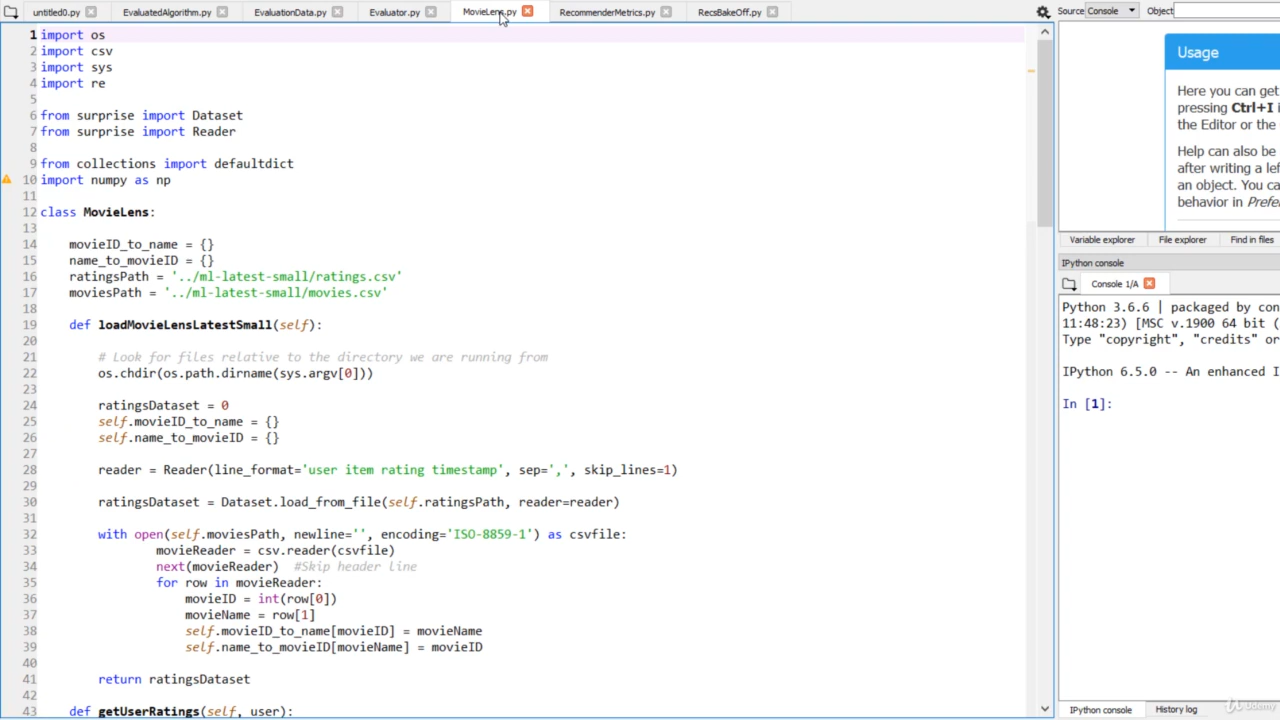 untitled0.py EvaluatedAlgorithm.py EvaluationData.py Evaluator.py MovieLens.py RecommenderMetrics.py RecsBakeOff.py
1 import os
2 import csv
3 import sys
4 import re
5
6 from surprise import Dataset
7 from surprise import Reader
8
9 from collections import defaultdict
10 import numpy as np
11
12 class MovieLens:
13
14 movieID_to_name = {}
15 name_to_movieID = {}
16 ratingsPath = '../ml-latest-small/ratings.csv'
17 moviesPath = '../ml-latest-small/movies.csv'
18
19 def loadMovieLensLatestSmall(self):
20
21 # Look for files relative to the directory we are running from
22 os.chdir(os.path.dirname(sys.argv[0]))
23
24 ratingsDataset = 0
25 self.movieID_to_name = {}
26 self.name_to_movieID = {}
27
28 reader = Reader(line_format='user item rating timestamp', sep=',', skip_lines=1)
29
30 ratingsDataset = Dataset.load_from_file(self.ratingsPath, reader=reader)
31
32 with open(self.moviesPath, newline='', encoding='ISO-8859-1') as csvfile:
33 movieReader = csv.reader(csvfile)
34 next(movieReader) #Skip header line
35 for row in movieReader:
36 movieID = int(row[0])
37 movieName = row[1]
38 self.movieID_to_name[movieID] = movieName
39 self.name_to_movieID[movieName] = movieID
40
41 return ratingsDataset
42
43 def getUserRatings(self, user):
Source Console Object
Usage
Here you can get
pressing Ctrl+I i
the Editor or the
Help can also be
after writing a lef
an object. You ca
behavior in Prefe
Variable explorer File explorer Find in files
IPython console
Console 1/A
Python 3.6.6 | packaged by con
11:48:23) [MSC v.1900 64 bit (
Type "copyright", "credits" or
IPython 6.5.0 -- An enhanced I
In [1]:
IPython console History log
Udemy